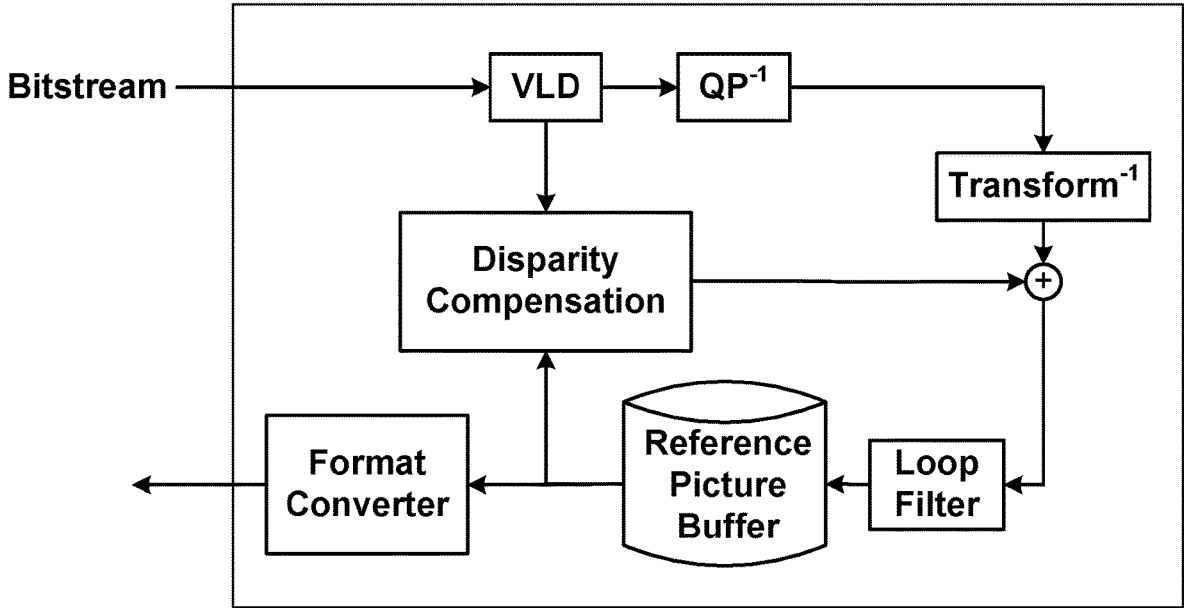 Bitstream
VLD
QP⁻¹
Transform⁻¹
Disparity
Compensation
+
Format
Converter
Reference
Picture
Buffer
Loop
Filter